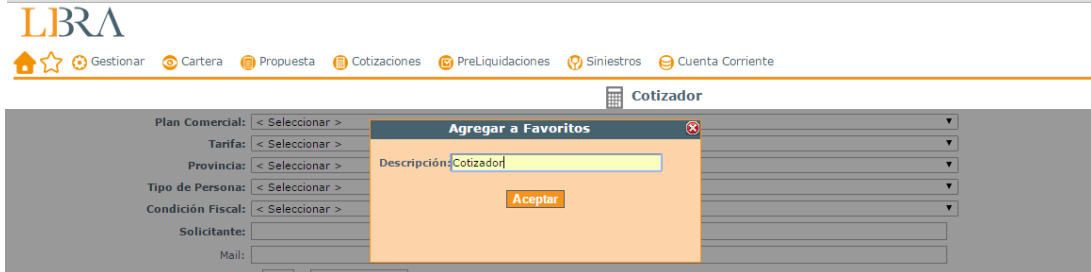 LIBRA
Gestionar Cartera Propuesta Cotizaciones PreLiquidaciones Siniestros Cuenta Corriente
Cotizador
Plan Comercial: < Seleccionar >
Agregar a Favoritos
Tarifa: < Seleccionar >
Provincia: < Seleccionar >
Descripción: Cotizador
Tipo de Persona: < Seleccionar >
Aceptar
Condición Fiscal: < Seleccionar >
Solicitante:
Mail: